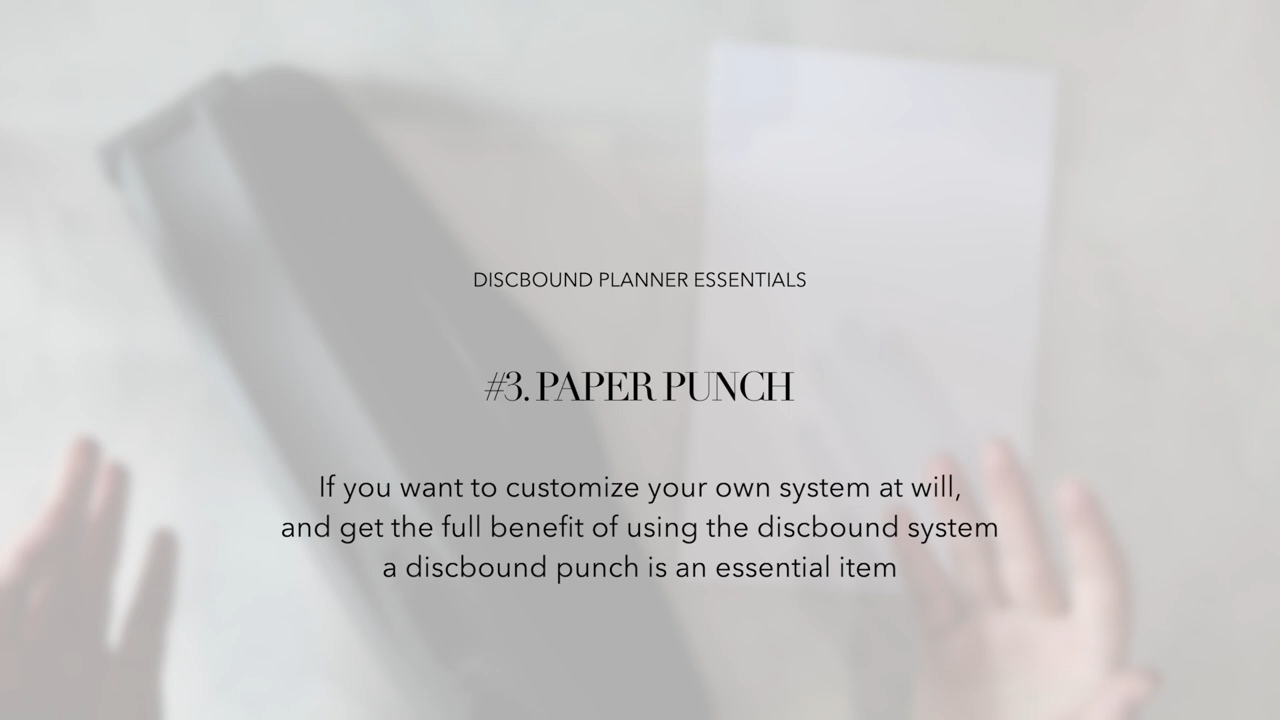 DISCBOUND PLANNER ESSENTIALS
#3. PAPER PUNCH
If you want to customize your own system at will,
and get the full benefit of using the discbound system
a discbound punch is an essential item